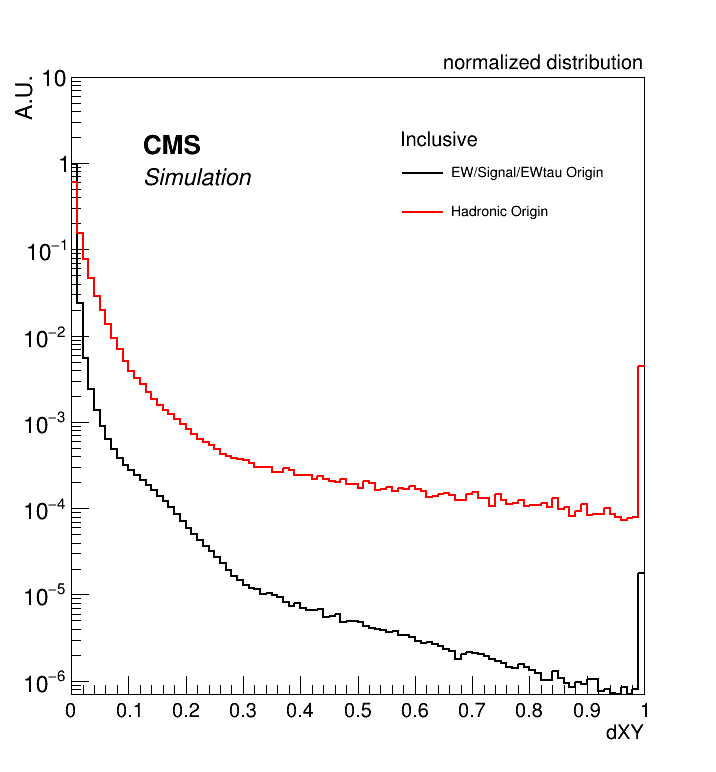 normalized distribution
A.U.
10
CMS
Simulation
Inclusive
EW/Signal/EWtau Origin
Hadronic Origin
1
10⁻¹
10⁻²
10⁻³
10⁻⁴
10⁻⁵
10⁻⁶
0 0.1 0.2 0.3 0.4 0.5 0.6 0.7 0.8 0.9 1
dXY